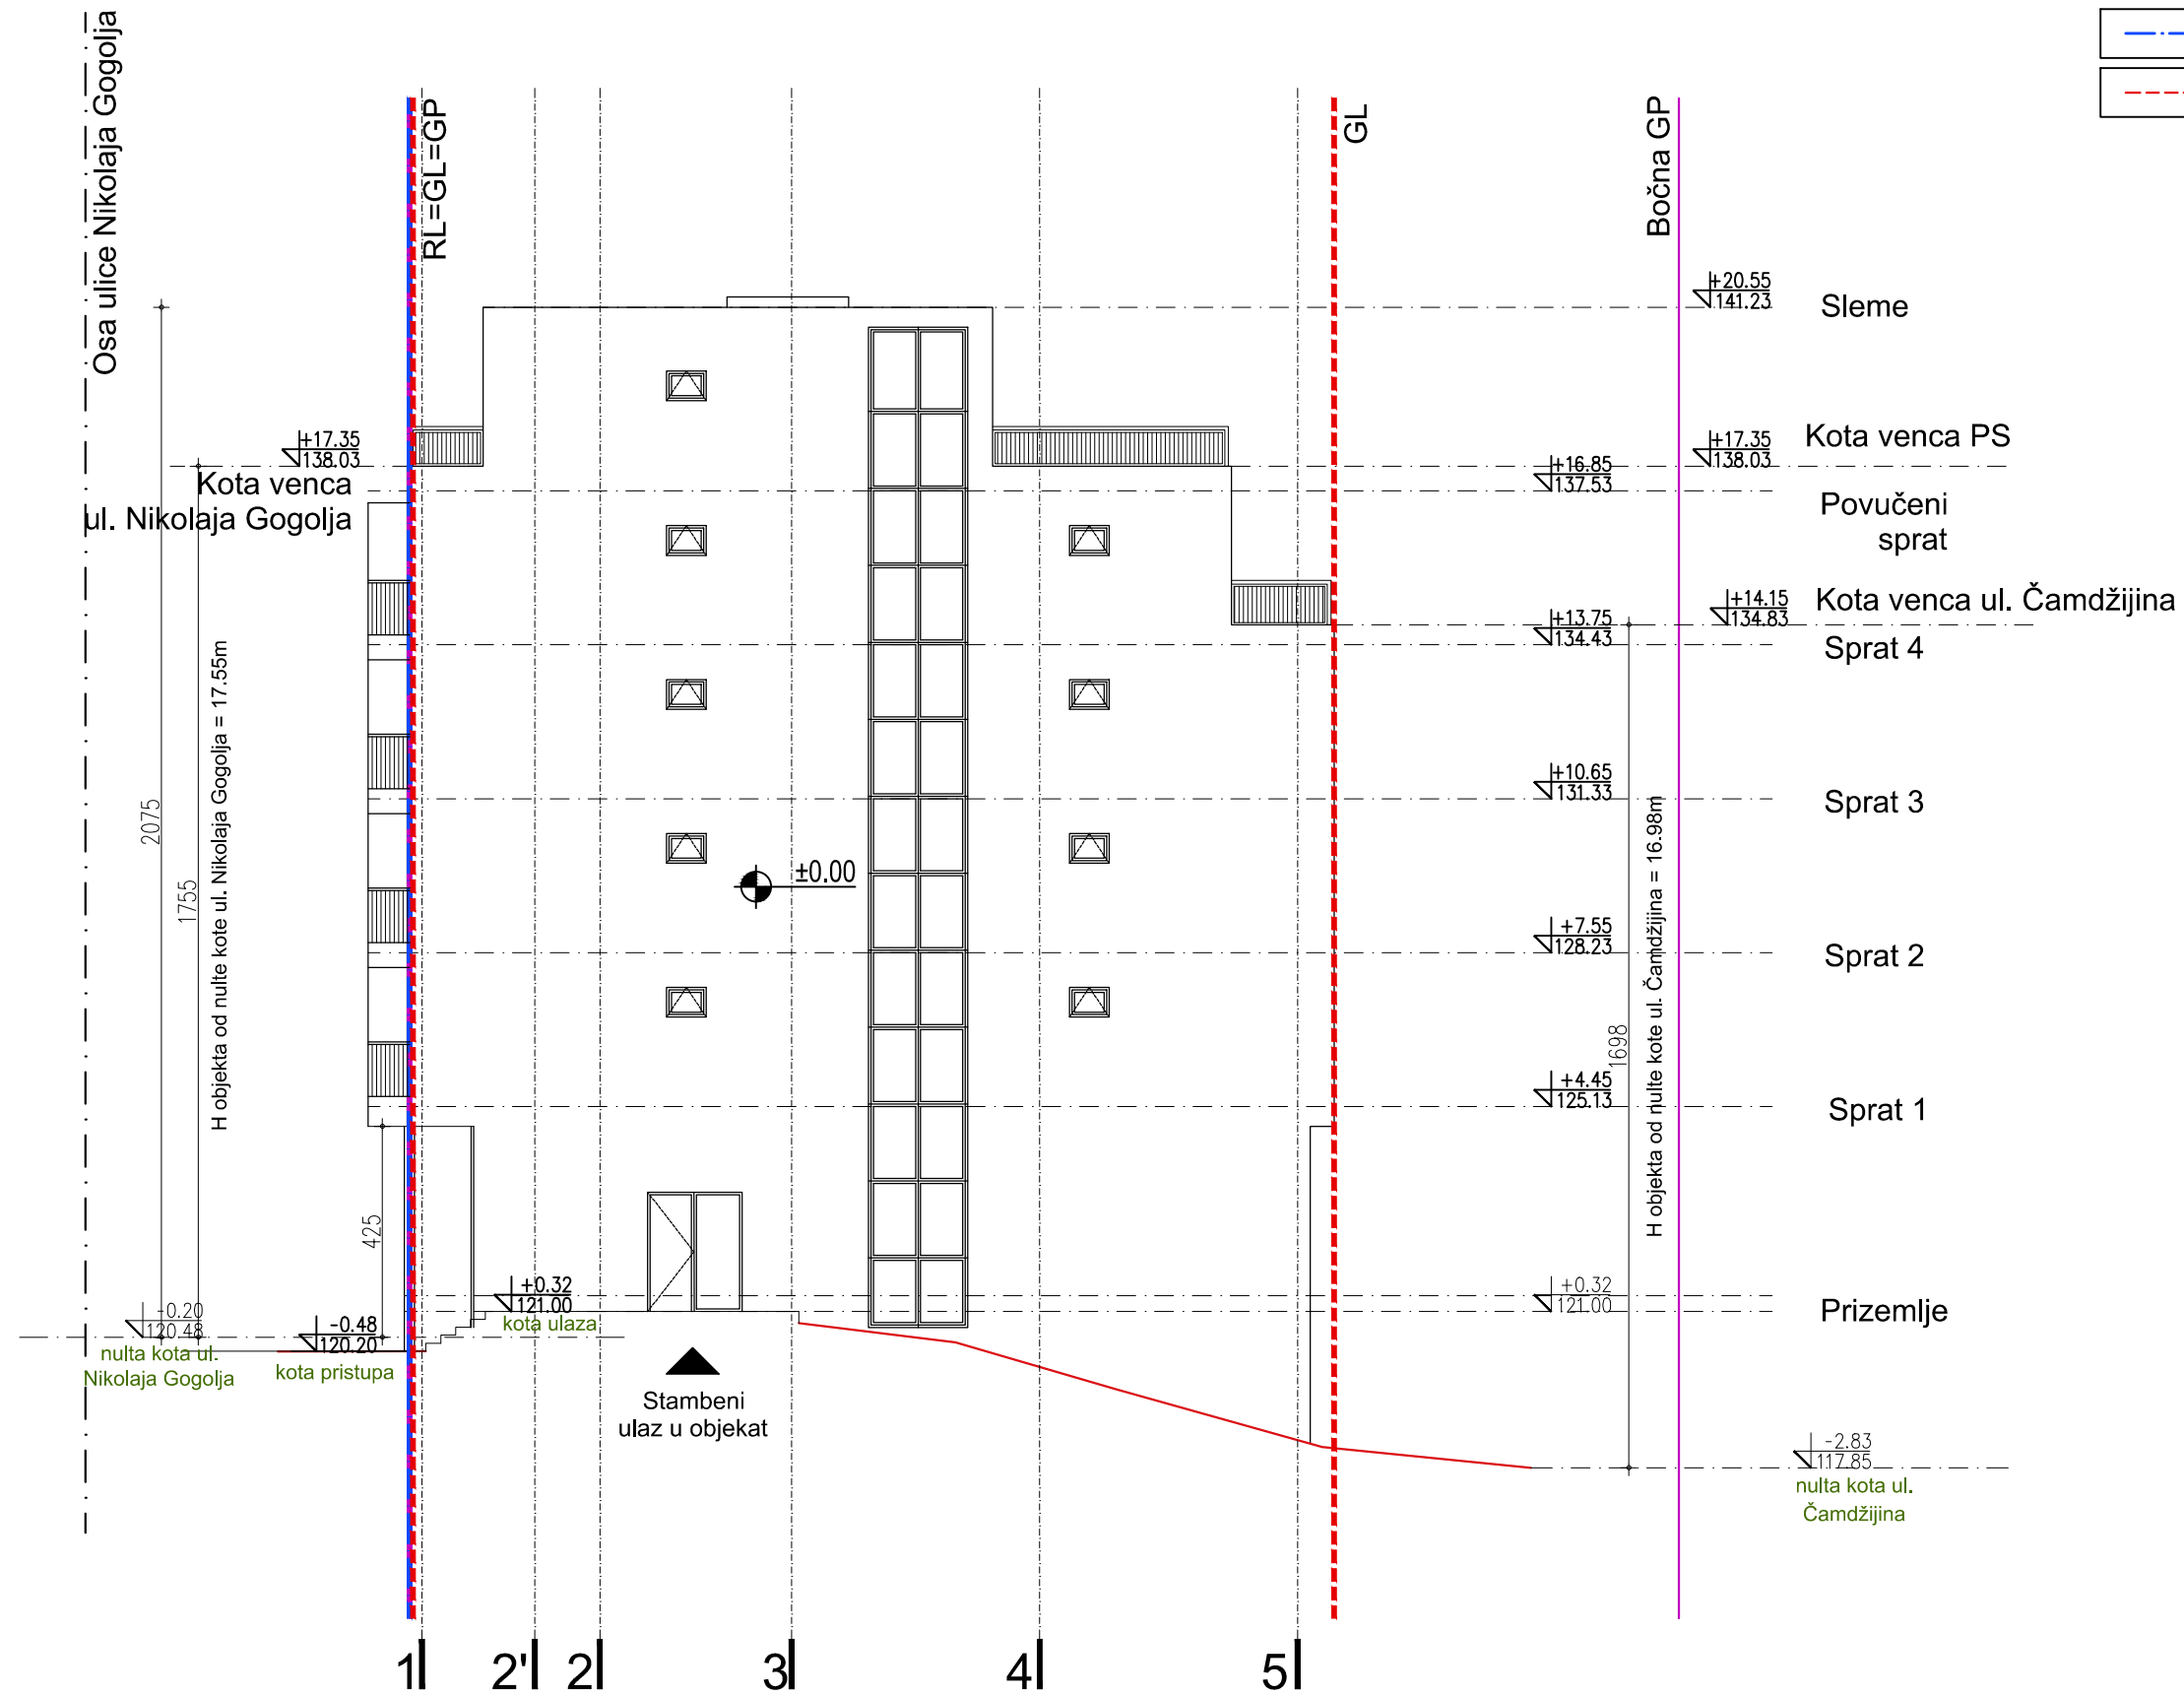 Osa ulice Nikolaja Gogolja
RL=GL=GP
GL
Bočna GP
+20.55
141.23
Sleme
+17.35
138.03
Kota venca
ul. Nikolaja Gogolja
+17.35
138.03
Kota venca PS
+16.85
137.53
Povučeni
sprat
+14.15
134.83
Kota venca ul. Čamdžijina
+13.75
134.43
Sprat 4
+10.65
131.33
Sprat 3
2075
1755
H objekta od nulte kote ul. Nikolaja Gogolja = 17.55m
±0.00
+7.55
128.23
Sprat 2
1698
H objekta od nulte kote ul. Čamdžijina = 16.98m
+4.45
125.13
Sprat 1
425
+0.32
121.00
kota ulaza
+0.32
121.00
Prizemlje
-0.20
120.48
nulta kota ul.
Nikolaja Gogolja
-0.48
120.20
kota pristupa
Stambeni
ulaz u objekat
-2.83
117.85
nulta kota ul.
Čamdžijina
1
2'
2
3
4
5